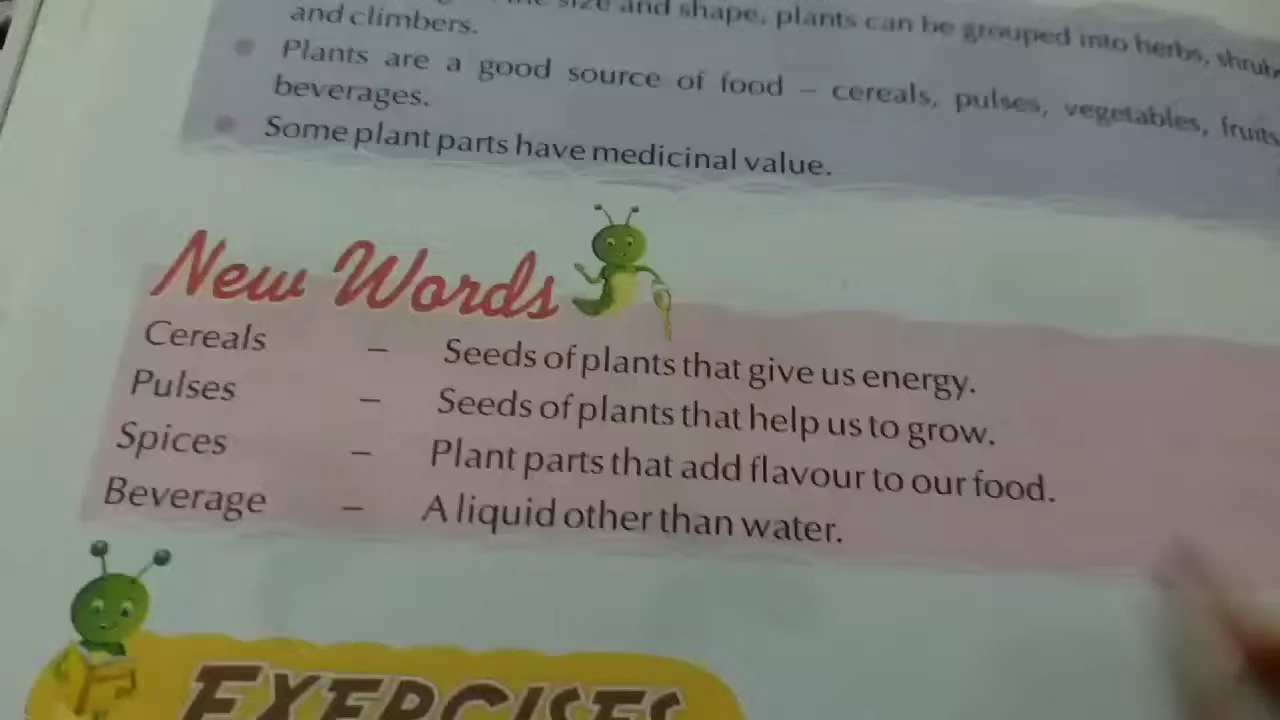 size and shape, plants can be grouped into herbs, shrubs
and climbers.
Plants are a good source of food – cereals, pulses, vegetables, fruits
beverages.
Some plant parts have medicinal value.
New Words
Cereals – Seeds of plants that give us energy.
Pulses – Seeds of plants that help us to grow.
Spices – Plant parts that add flavour to our food.
Beverage – A liquid other than water.
EXERCISES